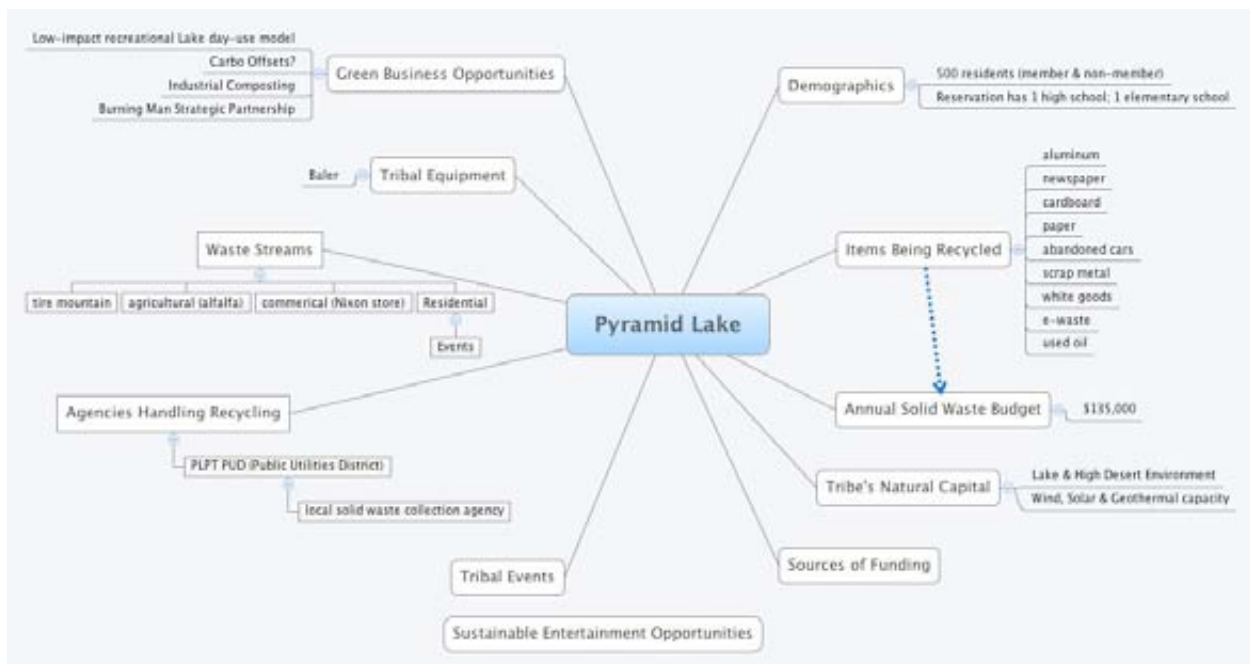 Low-impact recreational Lake day-use model
Carbo Offsets?
Industrial Composting
Burning Man Strategic Partnership
Green Business Opportunities
Baler
Tribal Equipment
Waste Streams
tire mountain
agricultural (alfalfa)
commerical (Nixon store)
Residential
Events
Agencies Handling Recycling
PLPT PUD (Public Utilities District)
local solid waste collection agency
Pyramid Lake
Demographics
500 residents (member & non-member)
Reservation has 1 high school; 1 elementary school
Items Being Recycled
aluminum
newspaper
cardboard
paper
abandoned cars
scrap metal
white goods
e-waste
used oil
Annual Solid Waste Budget
$135,000
Tribe's Natural Capital
Lake & High Desert Environment
Wind, Solar & Geothermal capacity
Sources of Funding
Tribal Events
Sustainable Entertainment Opportunities